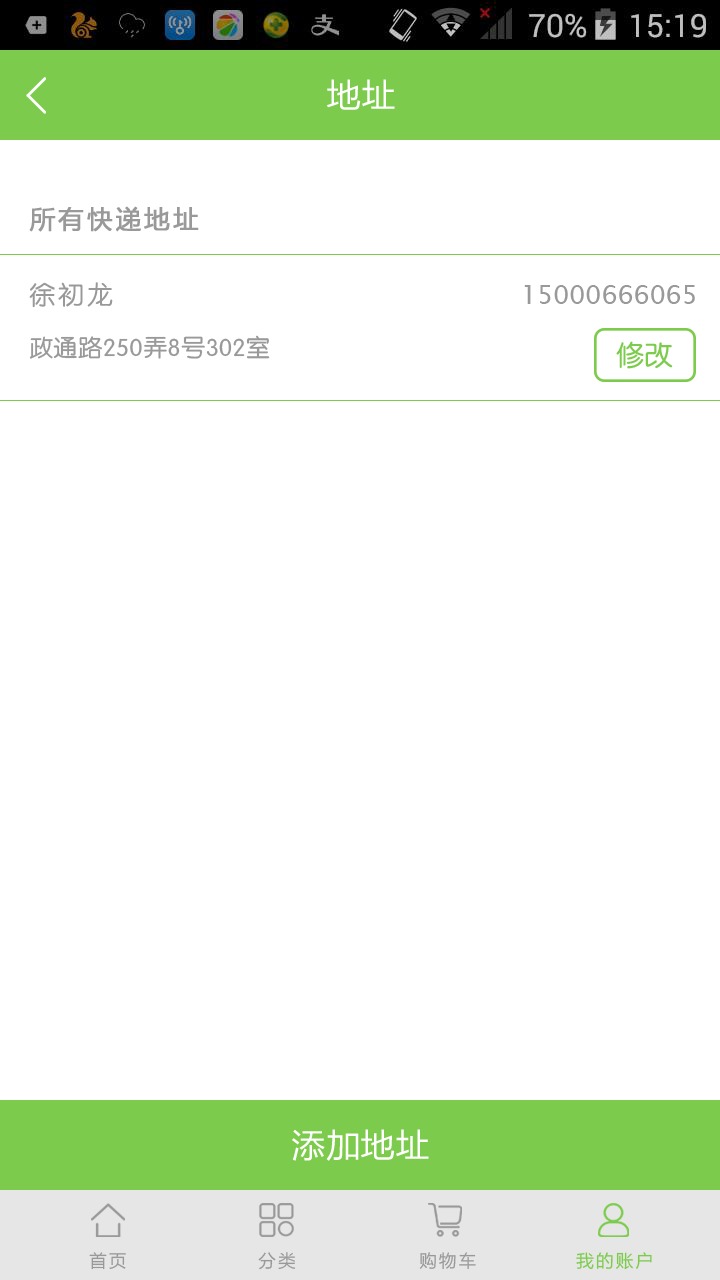 70% 15:19
地址
所有快递地址
徐初龙 15000666065
政通路250弄8号302室
修改
添加地址
首页 分类 购物车 我的账户